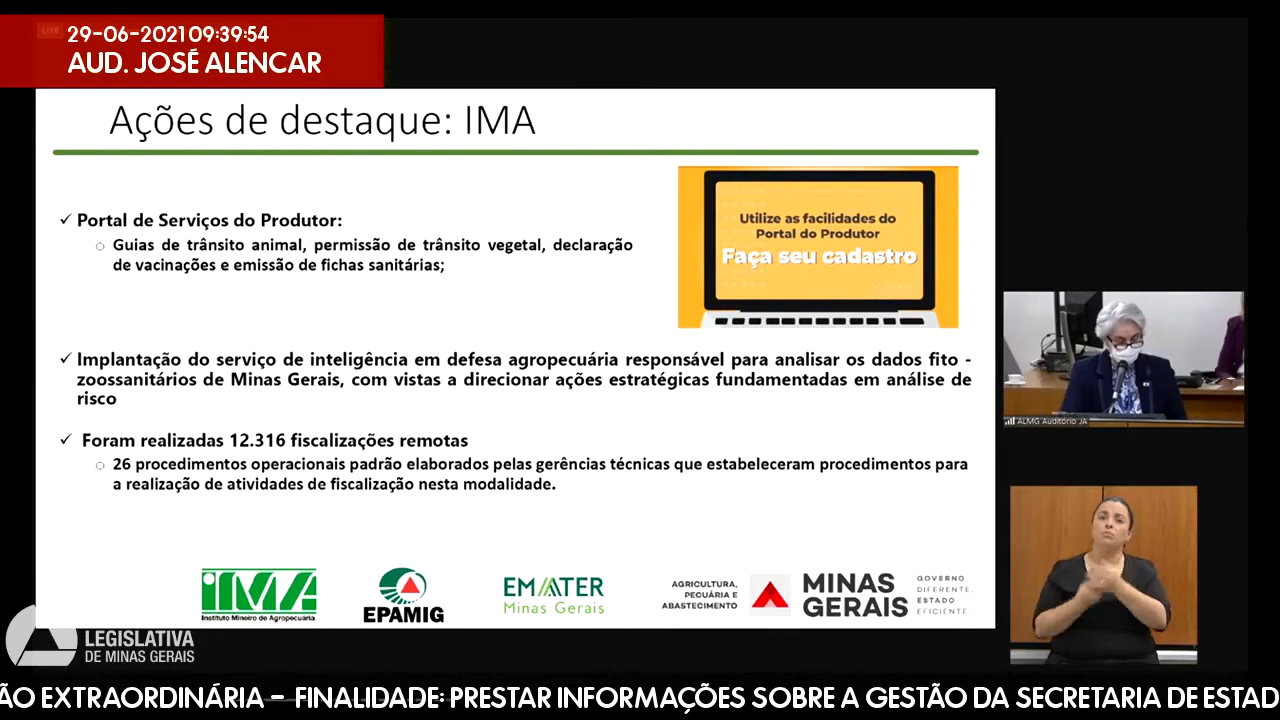 LIVE
29-06-2021 09:39:54
AUD. JOSÉ ALENCAR
Ações de destaque: IMA
✓ Portal de Serviços do Produtor:
○ Guias de trânsito animal, permissão de trânsito vegetal, declaração
de vacinações e emissão de fichas sanitárias;
Utilize as facilidades do
Portal do Produtor
Faça seu cadastro
✓ Implantação do serviço de inteligência em defesa agropecuária responsável para analisar os dados fito -
zoossanitários de Minas Gerais, com vistas a direcionar ações estratégicas fundamentadas em análise de
risco
✓ Foram realizadas 12.316 fiscalizações remotas
○ 26 procedimentos operacionais padrão elaborados pelas gerências técnicas que estabeleceram procedimentos para
a realização de atividades de fiscalização nesta modalidade.
ALMG Auditório JA
IMA
Instituto Mineiro de Agropecuária
EPAMIG
EMATER
Minas Gerais
AGRICULTURA,
PECUÁRIA E
ABASTECIMENTO
MINAS
GERAIS
GOVERNO
DIFERENTE.
ESTADO
EFICIENTE.
LEGISLATIVA
DE MINAS GERAIS
ÃO EXTRAORDINÁRIA - FINALIDADE: PRESTAR INFORMAÇÕES SOBRE A GESTÃO DA SECRETARIA DE ESTAD